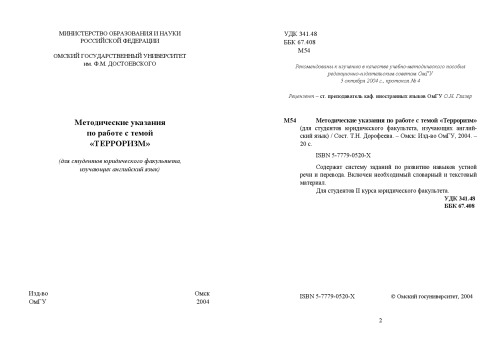 МИНИСТЕРСТВО ОБРАЗОВАНИЯ И НАУКИ
РОССИЙСКОЙ ФЕДЕРАЦИИ
ОМСКИЙ ГОСУДАРСТВЕННЫЙ УНИВЕРСИТЕТ
им. Ф.М. ДОСТОЕВСКОГО
Методические указания
по работе с темой
«ТЕРРОРИЗМ»
(для студентов юридического факультета,
изучающих английский язык)
Изд-во Омск
ОмГУ 2004
УДК 341.48
ББК 67.408
М54
Рекомендованы к изучению в качестве учебно-методического пособия
редакционно-издательским советом ОмГУ
5 октября 2004 г., протокол № 4
Рецензент – ст. преподаватель каф. иностранных языков ОмГУ О.Н. Гаглер
М54 Методические указания по работе с темой «Терроризм»
(для студентов юридического факультета, изучающих англий-
ский язык) / Сост. Т.Н. Дорофеева. – Омск: Изд-во ОмГУ, 2004. –
20 с.
ISBN 5-7779-0520-X
Содержат систему заданий по развитию навыков устной
речи и перевода. Включен необходимый словарный и текстовый
материал.
Для студентов II курса юридического факультета.
УДК 341.48
ББК 67.408
ISBN 5-7779-0520-X © Омский госуниверситет, 2004
2